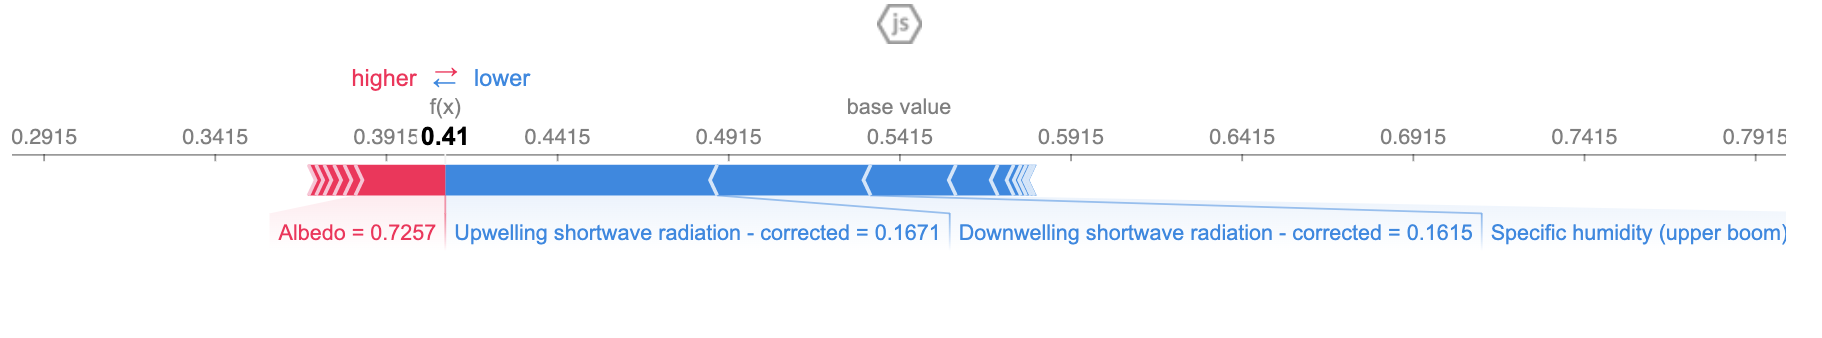 js
higher ⇄ lower
f(x) base value
0.2915 0.3415 0.3915 0.41 0.4415 0.4915 0.5415 0.5915 0.6415 0.6915 0.7415 0.7915
Albedo = 0.7257 Upwelling shortwave radiation - corrected = 0.1671 Downwelling shortwave radiation - corrected = 0.1615 Specific humidity (upper boom)